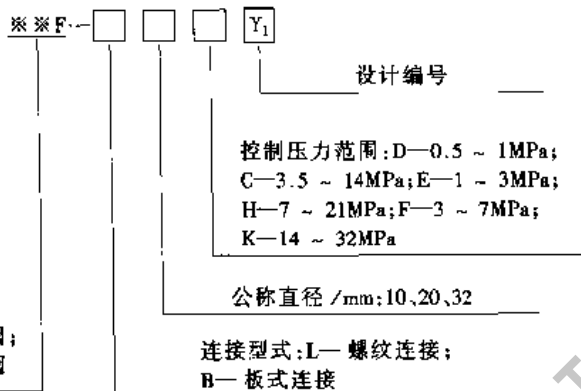 ※※F- Y₁
设计编号
控制压力范围:D—0.5 ~ 1MPa;
C—3.5 ~ 14MPa;E—1 ~ 3MPa;
H—7 ~ 21MPa;F—3 ~ 7MPa;
K—14 ~ 32MPa
公称直径/mm:10、20、32
连接型式:L— 螺纹连接;
B— 板式连接